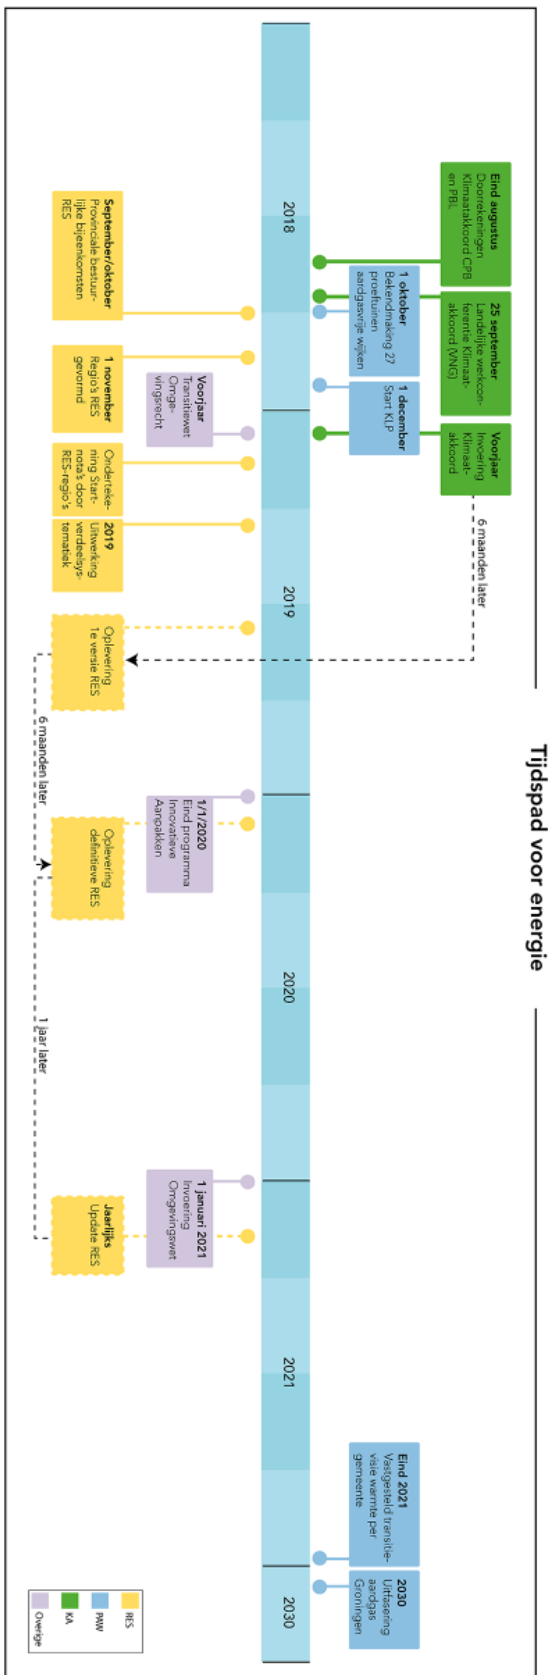 Tijdspad voor energie
Eind augustus
Doorrekeningen
Klimaatakkoord CPB
en PBL
25 september
Landelijke werkcon-
ferentie Klimaat-
akkoord (VNG)
Voorjaar
Invoering
Klimaat-
akkoord
6 maanden later
1 oktober
Bekendmaking 27
proeftuinen
aardgasvrije wijken
1 december
Start KLP
Eind 2021
Vastgesteld transitie-
visie warmte per
gemeente
2030
Uitfasering
aardgas
Groningen
2018
2019
2020
2021
2030
Voorjaar
Transitiewet
Omge-
vingsrecht
1/1/2020
Eind programma
Innovatieve
Aanpakken
1 januari 2021
Invoering
Omgevingswet
September/oktober
Provinciale bestuur-
lijke bijeenkomsten
RES
1 november
Regio's RES
gevormd
Onderteke-
ning Start-
nota's door
RES-regio's
2019
Uitwerking
verdeelsys-
tematiek
Oplevering
1e versie RES
Oplevering
definitieve RES
Jaarlijks
Update RES
6 maanden later
1 jaar later
RES
PAW
KA
Overige